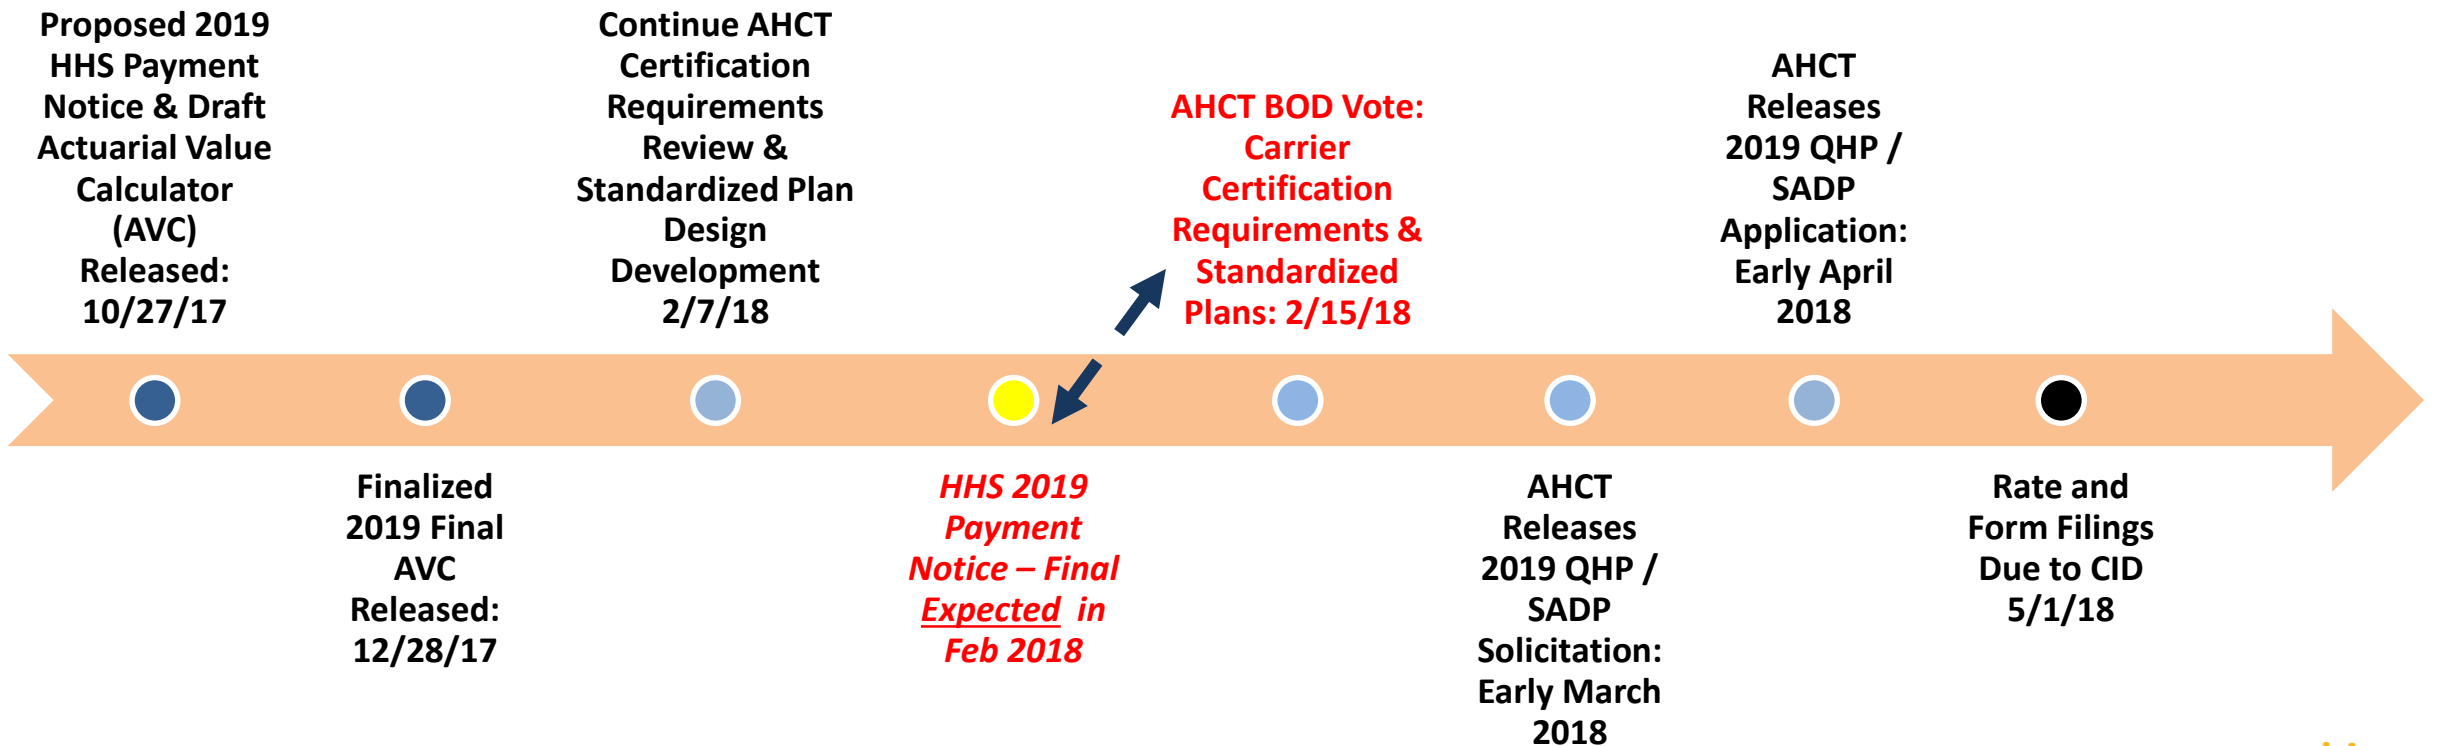 Proposed 2019
HHS Payment
Notice & Draft
Actuarial Value
Calculator
(AVC)
Released:
10/27/17
Finalized
2019 Final
AVC
Released:
12/28/17
Continue AHCT
Certification
Requirements
Review &
Standardized Plan
Design
Development
2/7/18
HHS 2019
Payment
Notice – Final
Expected in
Feb 2018
AHCT BOD Vote:
Carrier
Certification
Requirements &
Standardized
Plans: 2/15/18
AHCT
Releases
2019 QHP /
SADP
Solicitation:
Early March
2018
AHCT
Releases
2019 QHP /
SADP
Application:
Early April
2018
Rate and
Form Filings
Due to CID
5/1/18